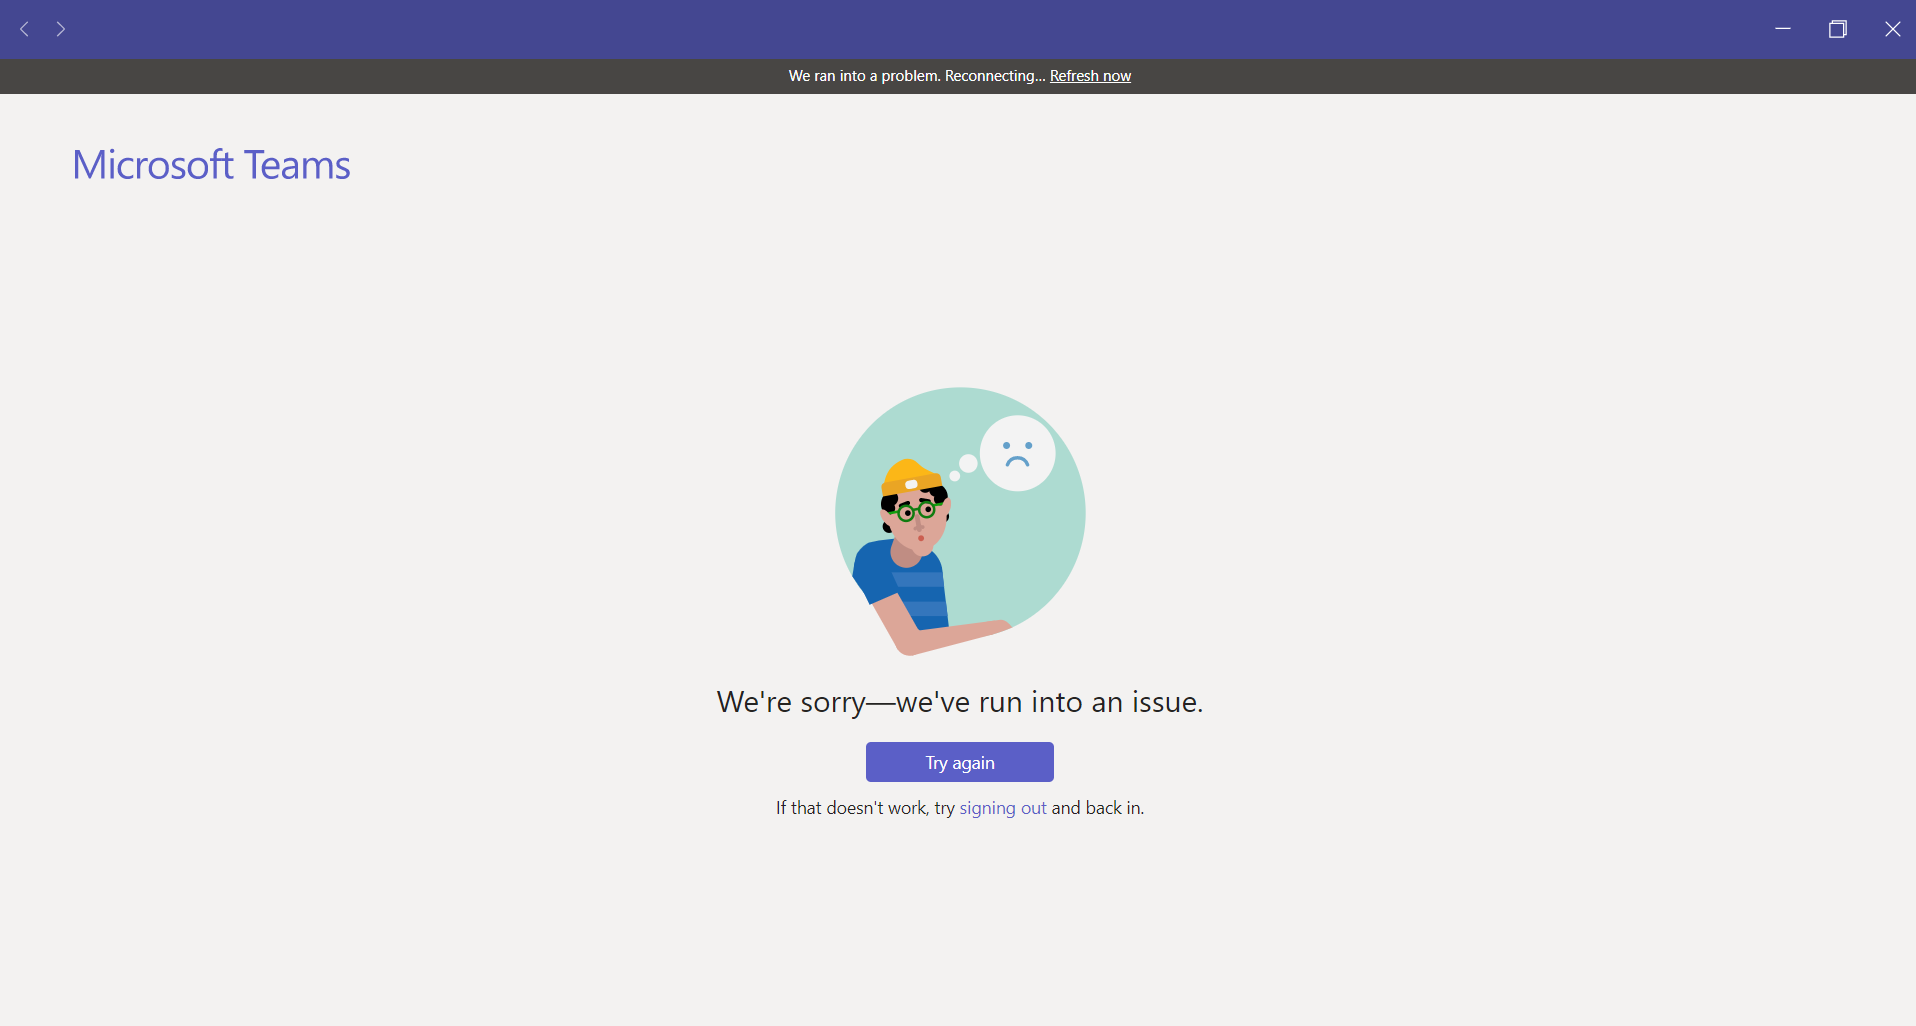 We ran into a problem. Reconnecting... Refresh now
Microsoft Teams
We're sorry—we've run into an issue.
Try again
If that doesn't work, try signing out and back in.